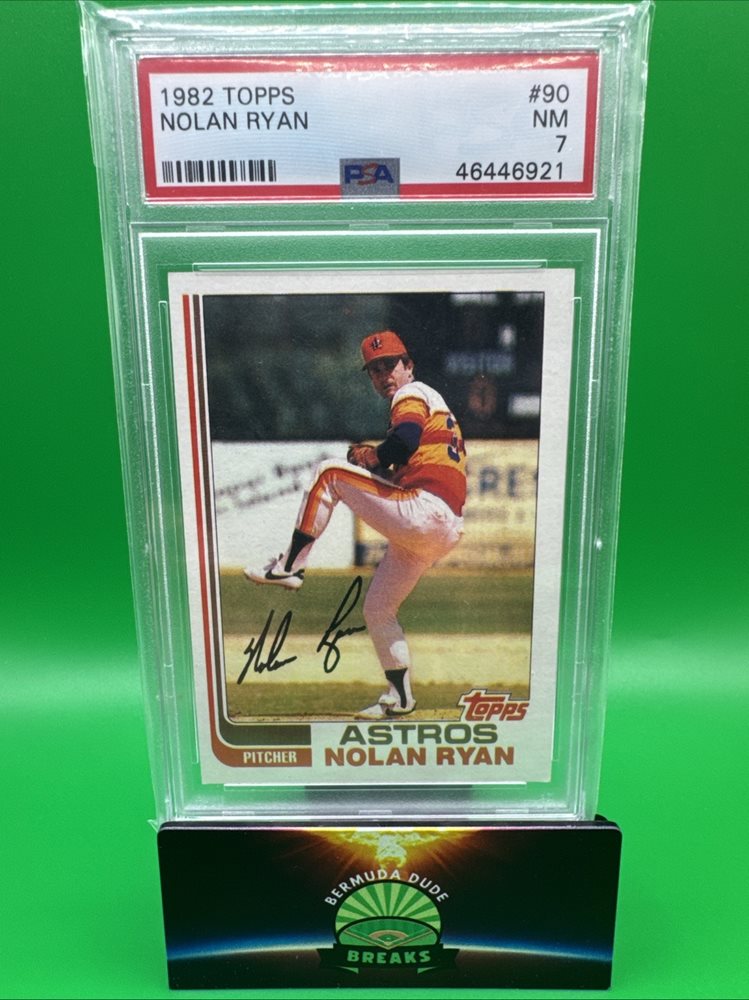 1982 TOPPS #90
NOLAN RYAN NM
7
PSA 46446921
VISITOR
Nolan Ryan
TOPPS
ASTROS
PITCHER NOLAN RYAN
BERMUDA DUDE
BREAKS